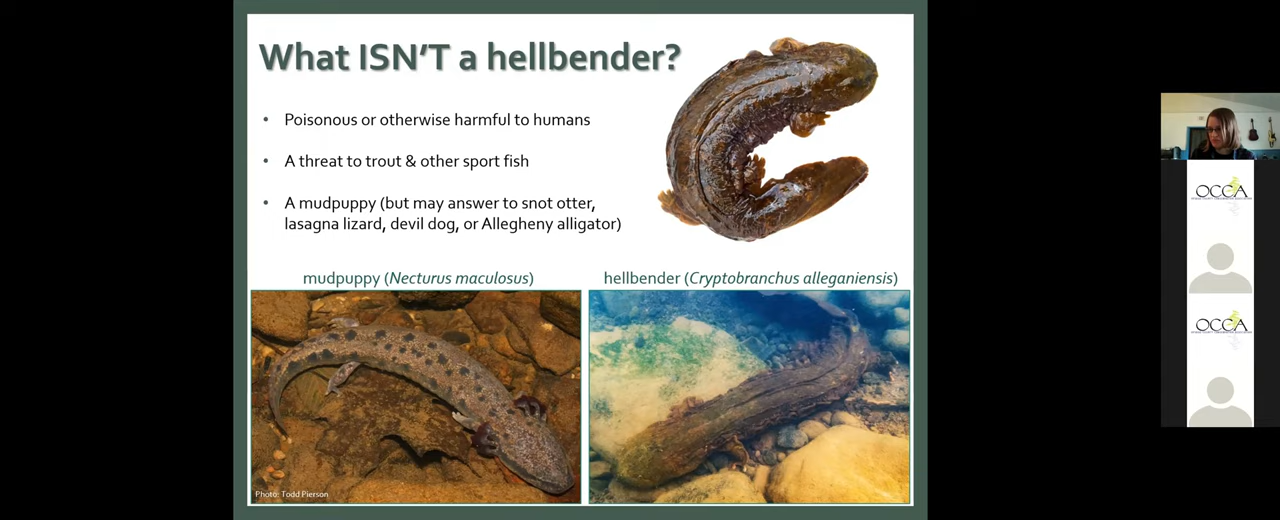 What ISN'T a hellbender?
• Poisonous or otherwise harmful to humans
• A threat to trout & other sport fish
• A mudpuppy (but may answer to snot otter,
lasagna lizard, devil dog, or Allegheny alligator)
mudpuppy (Necturus maculosus)
hellbender (Cryptobranchus alleganiensis)
Photo: Todd Pierson
OCCA
OCCA